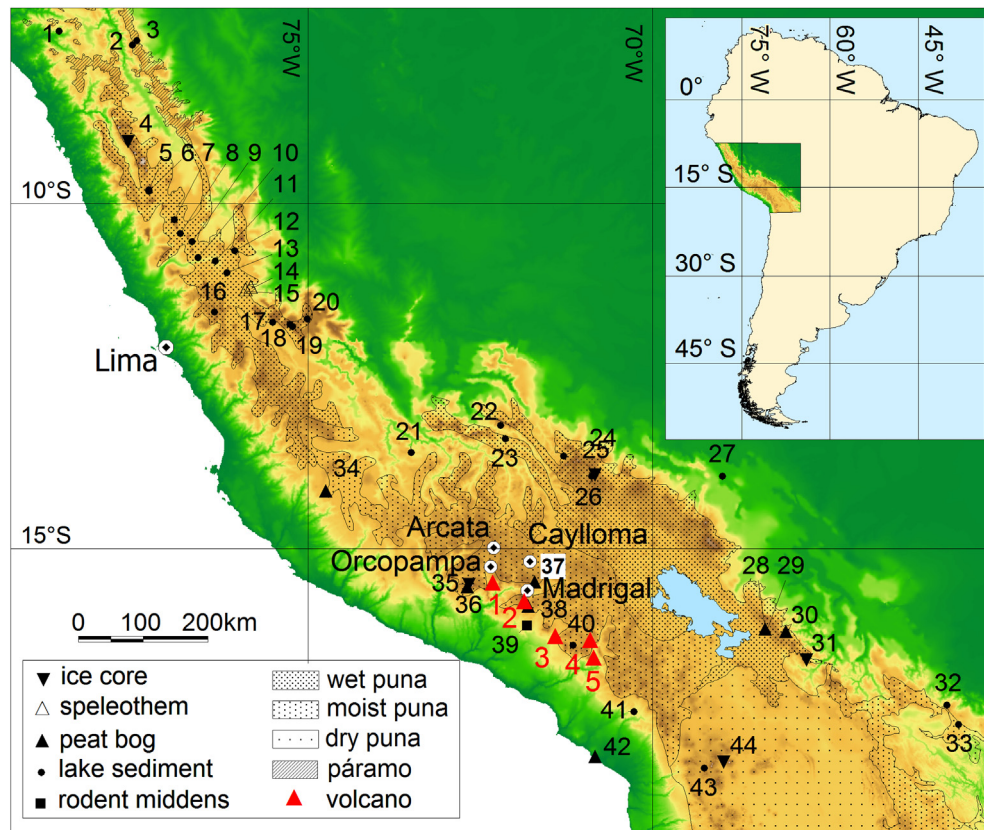 1
2
3
75°W
70°W
75° W
60° W
45° W
0°
15° S
30° S
45° S
4
5 6 7 8 9 10
11
10°S
12
13
14
15
16
17
18
19
20
Lima
21
22
23
24
25
26
27
34
Arcata
Caylloma
15°S
Orcopampa
37
28 29
35
36
Madrigal
1
2
38
30
31
39
40
3
4
5
0 100 200km
32
33
41
42
43
44
ice core
speleothem
peat bog
lake sediment
rodent middens
wet puna
moist puna
dry puna
páramo
volcano